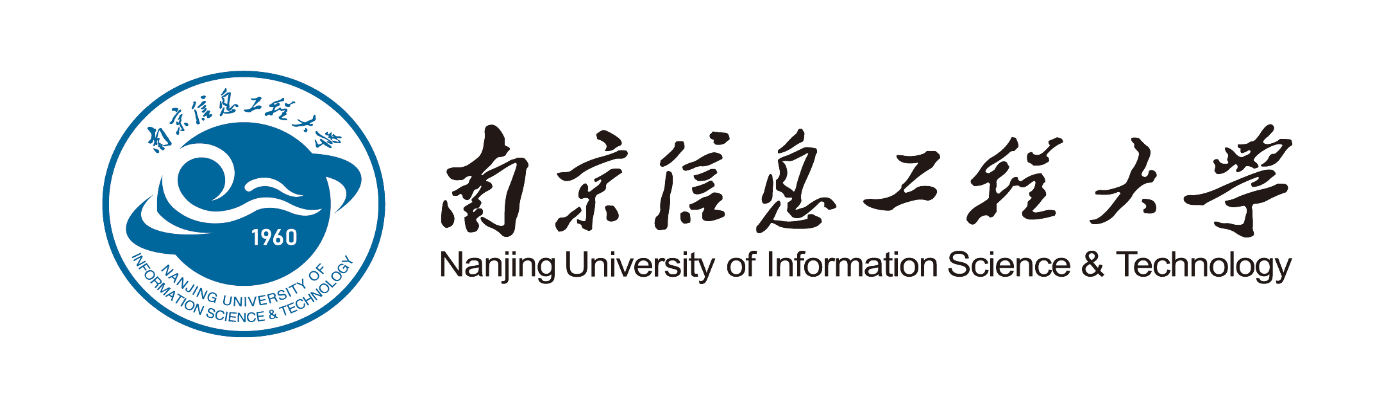 南京信息工程大学
1960
NANJING UNIVERSITY OF
INFORMATION SCIENCE & TECHNOLOGY
南京信息工程大學
Nanjing University of Information Science & Technology